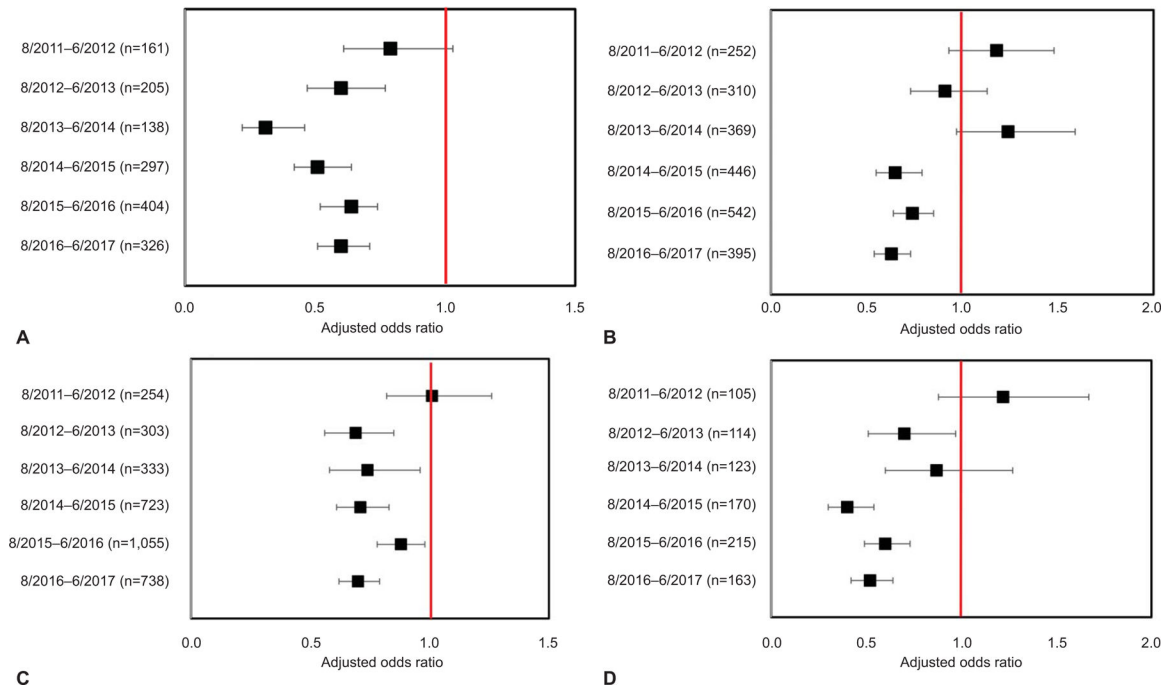 8/2011–6/2012 (n=161)
8/2012–6/2013 (n=205)
8/2013–6/2014 (n=138)
8/2014–6/2015 (n=297)
8/2015–6/2016 (n=404)
8/2016–6/2017 (n=326)
0.0 0.5 1.0 1.5
Adjusted odds ratio
A
8/2011–6/2012 (n=252)
8/2012–6/2013 (n=310)
8/2013–6/2014 (n=369)
8/2014–6/2015 (n=446)
8/2015–6/2016 (n=542)
8/2016–6/2017 (n=395)
0.0 0.5 1.0 1.5 2.0
Adjusted odds ratio
B
8/2011–6/2012 (n=254)
8/2012–6/2013 (n=303)
8/2013–6/2014 (n=333)
8/2014–6/2015 (n=723)
8/2015–6/2016 (n=1,055)
8/2016–6/2017 (n=738)
0.0 0.5 1.0 1.5
Adjusted odds ratio
C
8/2011–6/2012 (n=105)
8/2012–6/2013 (n=114)
8/2013–6/2014 (n=123)
8/2014–6/2015 (n=170)
8/2015–6/2016 (n=215)
8/2016–6/2017 (n=163)
0.0 0.5 1.0 1.5 2.0
Adjusted odds ratio
D